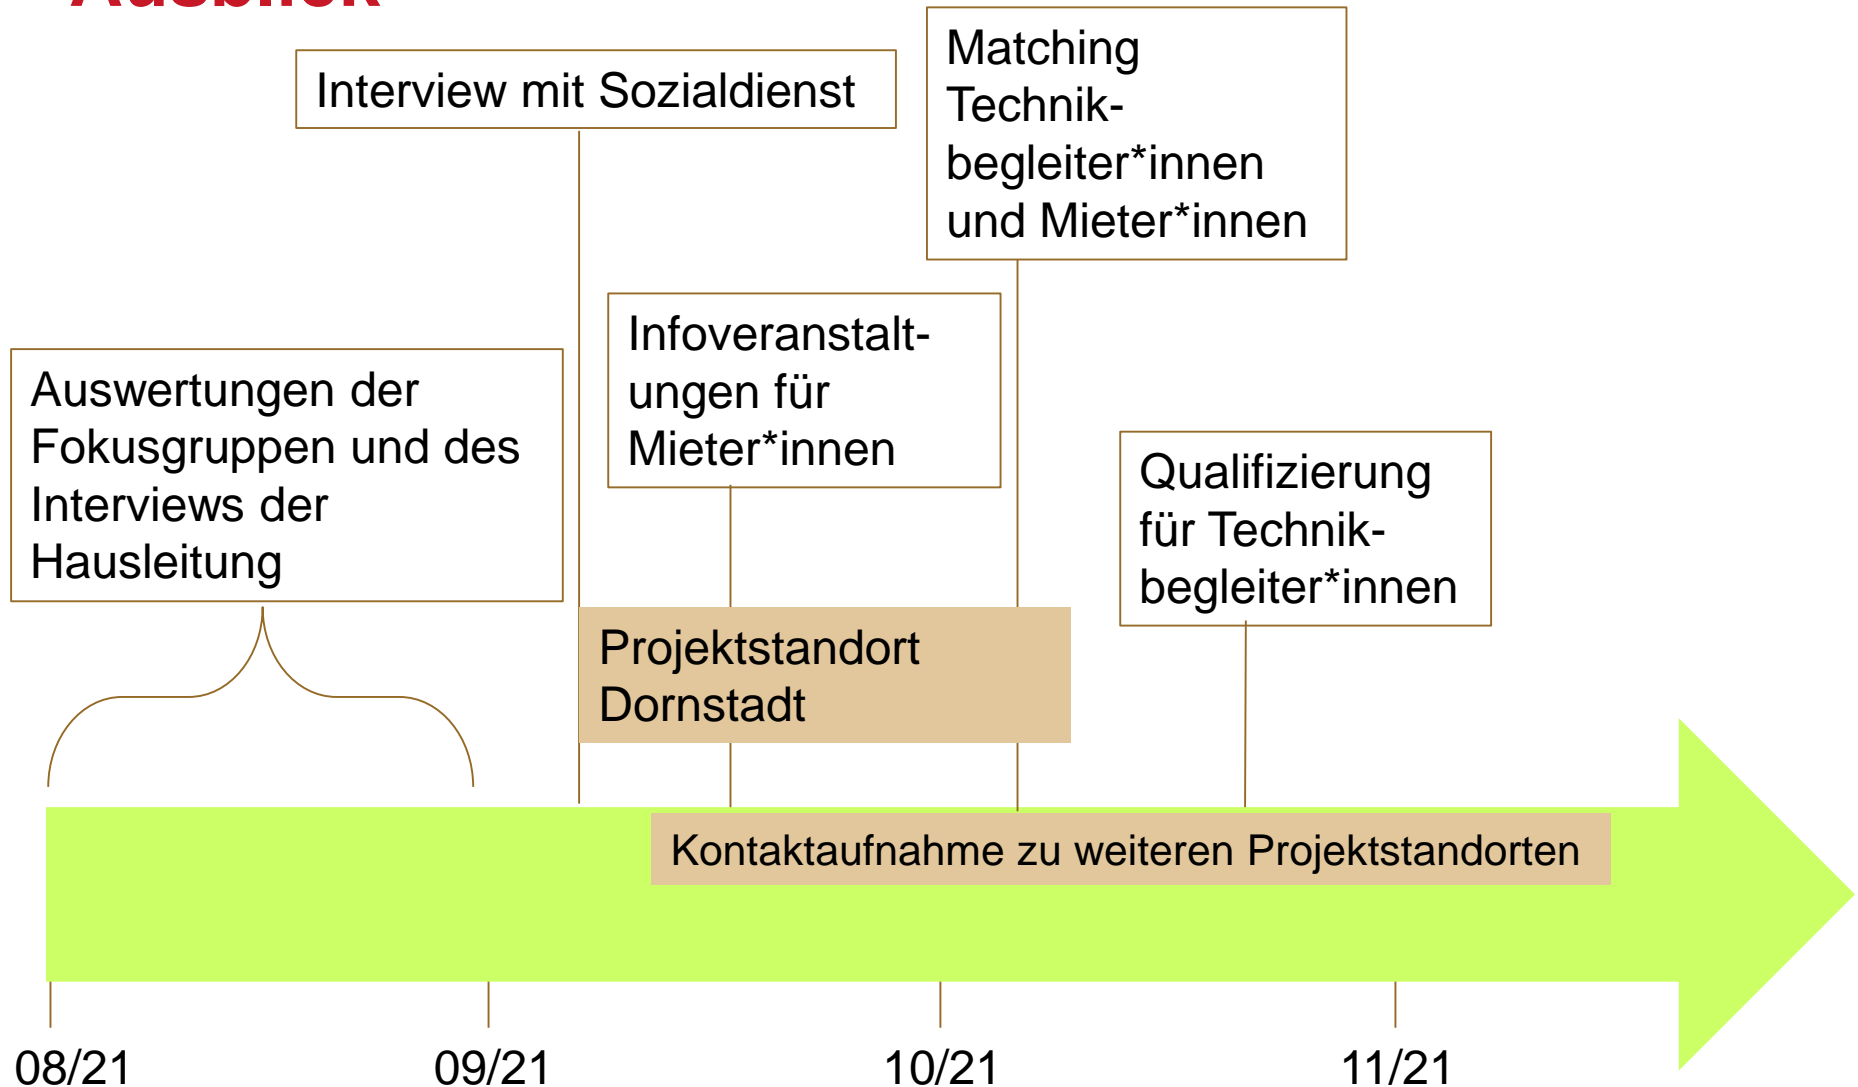 Ausblick
Interview mit Sozialdienst
Matching
Technik-
begleiter*innen
und Mieter*innen
Infoveranstalt-
ungen für
Mieter*innen
Auswertungen der
Fokusgruppen und des
Interviews der
Hausleitung
Qualifizierung
für Technik-
begleiter*innen
Projektstandort
Dornstadt
Kontaktaufnahme zu weiteren Projektstandorten
08/21
09/21
10/21
11/21